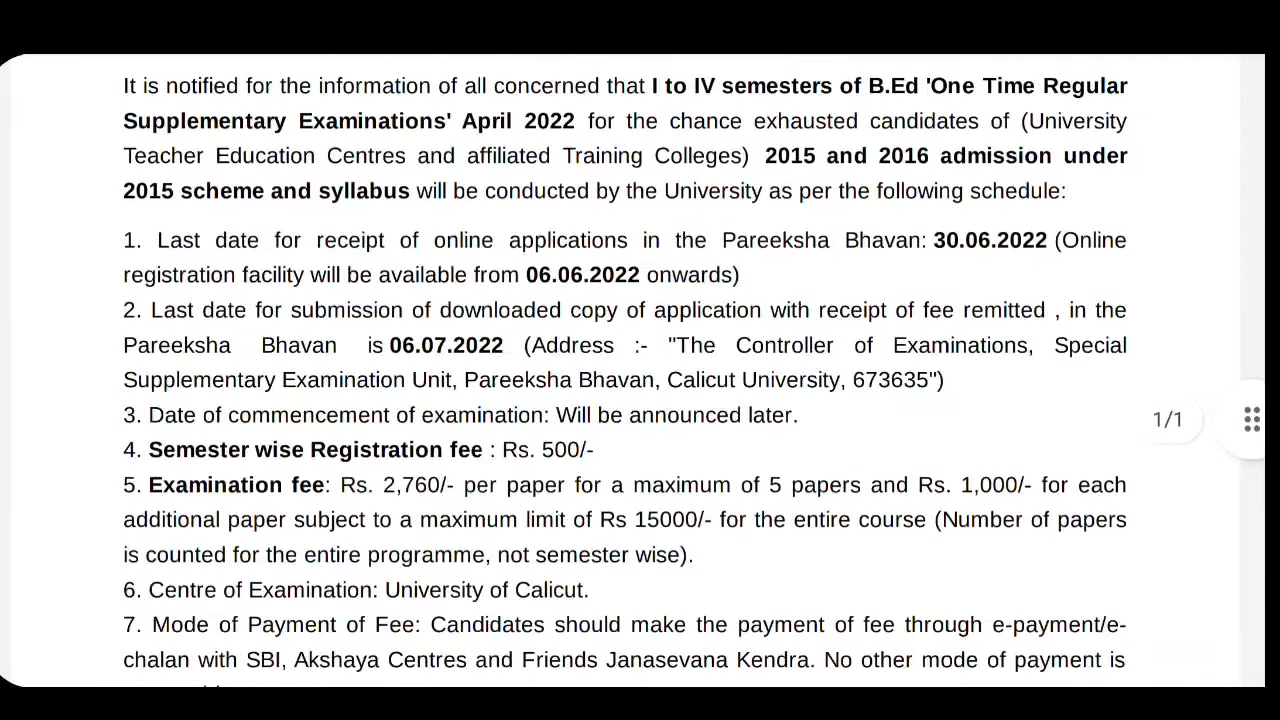 It is notified for the information of all concerned that I to IV semesters of B.Ed 'One Time Regular
Supplementary Examinations' April 2022 for the chance exhausted candidates of (University
Teacher Education Centres and affiliated Training Colleges) 2015 and 2016 admission under
2015 scheme and syllabus will be conducted by the University as per the following schedule:
1. Last date for receipt of online applications in the Pareeksha Bhavan: 30.06.2022 (Online
registration facility will be available from 06.06.2022 onwards)
2. Last date for submission of downloaded copy of application with receipt of fee remitted , in the
Pareeksha Bhavan is 06.07.2022 (Address :- "The Controller of Examinations, Special
Supplementary Examination Unit, Pareeksha Bhavan, Calicut University, 673635")
3. Date of commencement of examination: Will be announced later.
1/1
4. Semester wise Registration fee : Rs. 500/-
5. Examination fee: Rs. 2,760/- per paper for a maximum of 5 papers and Rs. 1,000/- for each
additional paper subject to a maximum limit of Rs 15000/- for the entire course (Number of papers
is counted for the entire programme, not semester wise).
6. Centre of Examination: University of Calicut.
7. Mode of Payment of Fee: Candidates should make the payment of fee through e-payment/e-
chalan with SBI, Akshaya Centres and Friends Janasevana Kendra. No other mode of payment is